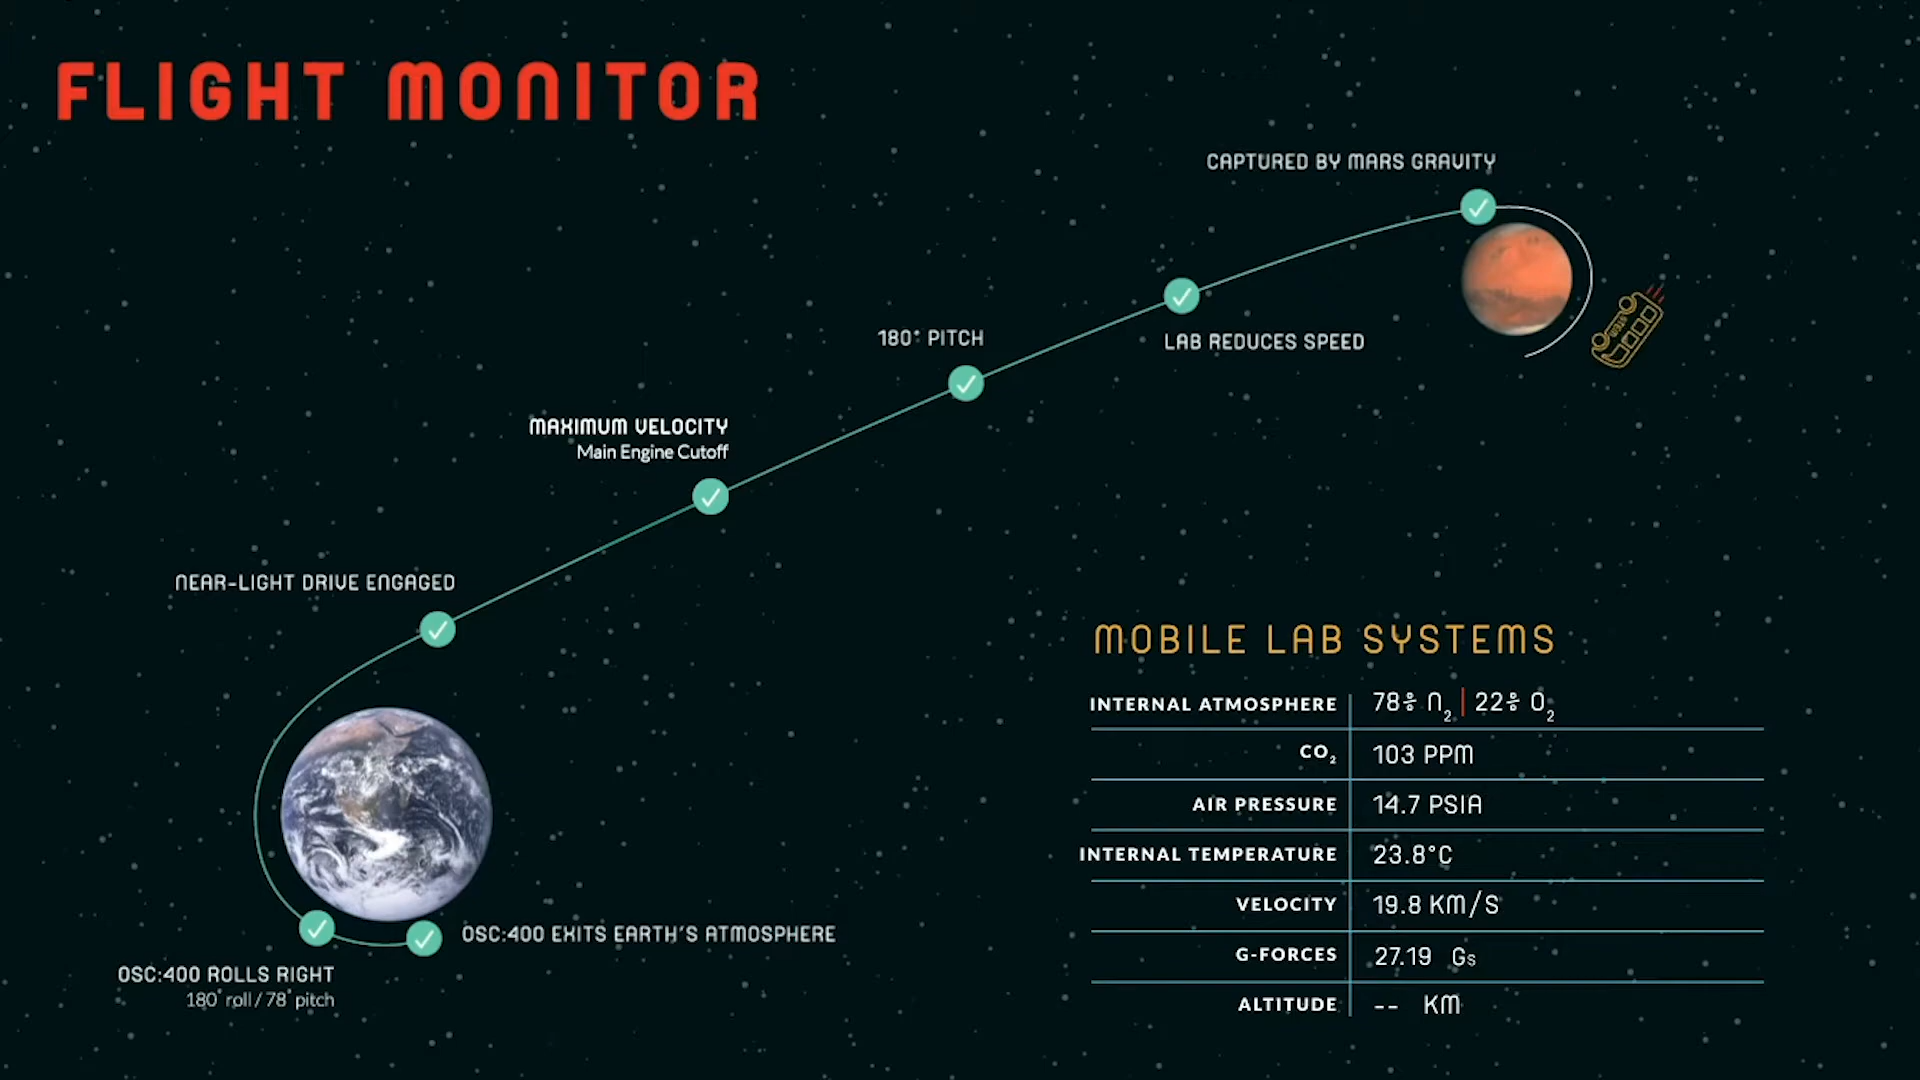 FLIGHT MONITOR
CAPTURED BY MARS GRAVITY
LAB REDUCES SPEED
180° PITCH
MAXIMUM VELOCITY
Main Engine Cutoff
NEAR-LIGHT DRIVE ENGAGED
OSC:400 EXITS EARTH'S ATMOSPHERE
OSC:400 ROLLS RIGHT
180° roll / 78° pitch
MOBILE LAB SYSTEMS
INTERNAL ATMOSPHERE 78% N₂ | 22% O₂
CO₂ 103 PPM
AIR PRESSURE 14.7 PSIA
INTERNAL TEMPERATURE 23.8°C
VELOCITY 19.8 KM/S
G-FORCES 27.19 Gs
ALTITUDE -- KM